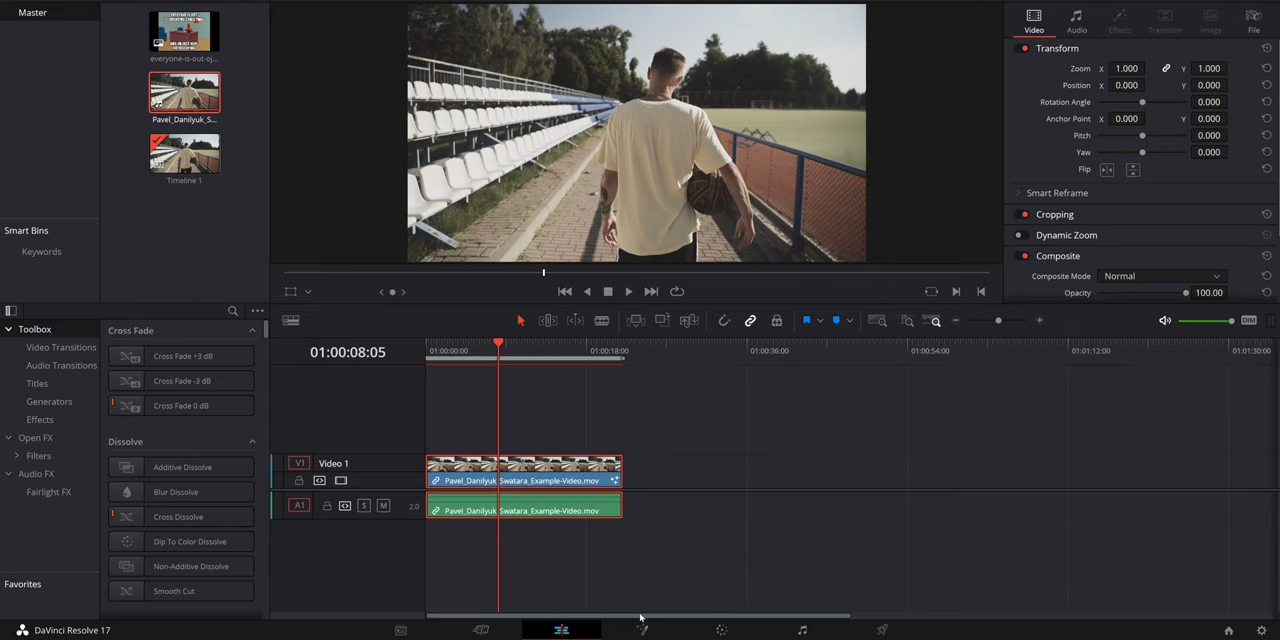 Master
everyone-is-out-oj...
Pavel_Danilyuk_S...
Timeline 1
Smart Bins
Keywords
Video
Audio
Effects
Transition
Image
File
Transform
Zoom X 1.000 Y 1.000
Position X 0.000 Y 0.000
Rotation Angle 0.000
Anchor Point X 0.000 Y 0.000
Pitch 0.000
Yaw 0.000
Flip
Smart Reframe
Cropping
Dynamic Zoom
Composite
Composite Mode Normal
Opacity 100.00
Toolbox
Video Transitions
Audio Transitions
Titles
Generators
Effects
Open FX
Filters
Audio FX
Fairlight FX
Favorites
Cross Fade
Cross Fade +3 dB
Cross Fade -3 dB
Cross Fade 0 dB
Dissolve
Additive Dissolve
Blur Dissolve
Cross Dissolve
Dip To Color Dissolve
Non-Additive Dissolve
Smooth Cut
DIM
01:00:08:05
01:00:00:00
01:00:18:00
01:00:36:00
01:00:54:00
01:01:12:00
01:01:30:00
V1 Video 1
Pavel_Danilyuk_Swatara_Example-Video.mov
A1 S M 2.0
Pavel_Danilyuk_Swatara_Example-Video.mov
DaVinci Resolve 17